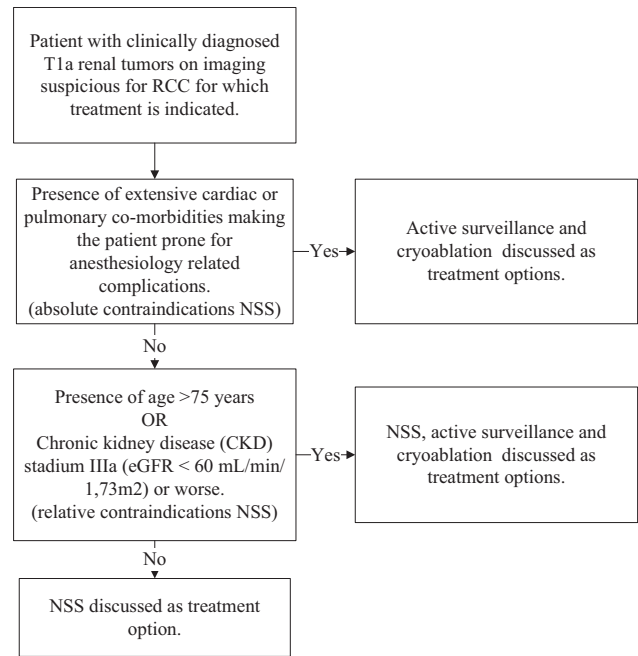 Patient with clinically diagnosed
T1a renal tumors on imaging
suspicious for RCC for which
treatment is indicated.
Presence of extensive cardiac or
pulmonary co-morbidities making
the patient prone for
anesthesiology related
complications.
(absolute contraindications NSS)
Yes
Active surveillance and
cryoablation discussed as
treatment options.
No
Presence of age >75 years
OR
Chronic kidney disease (CKD)
stadium IIIa (eGFR < 60 mL/min/
1,73m2) or worse.
(relative contraindications NSS)
Yes
NSS, active surveillance and
cryoablation discussed as
treatment options.
No
NSS discussed as treatment
option.